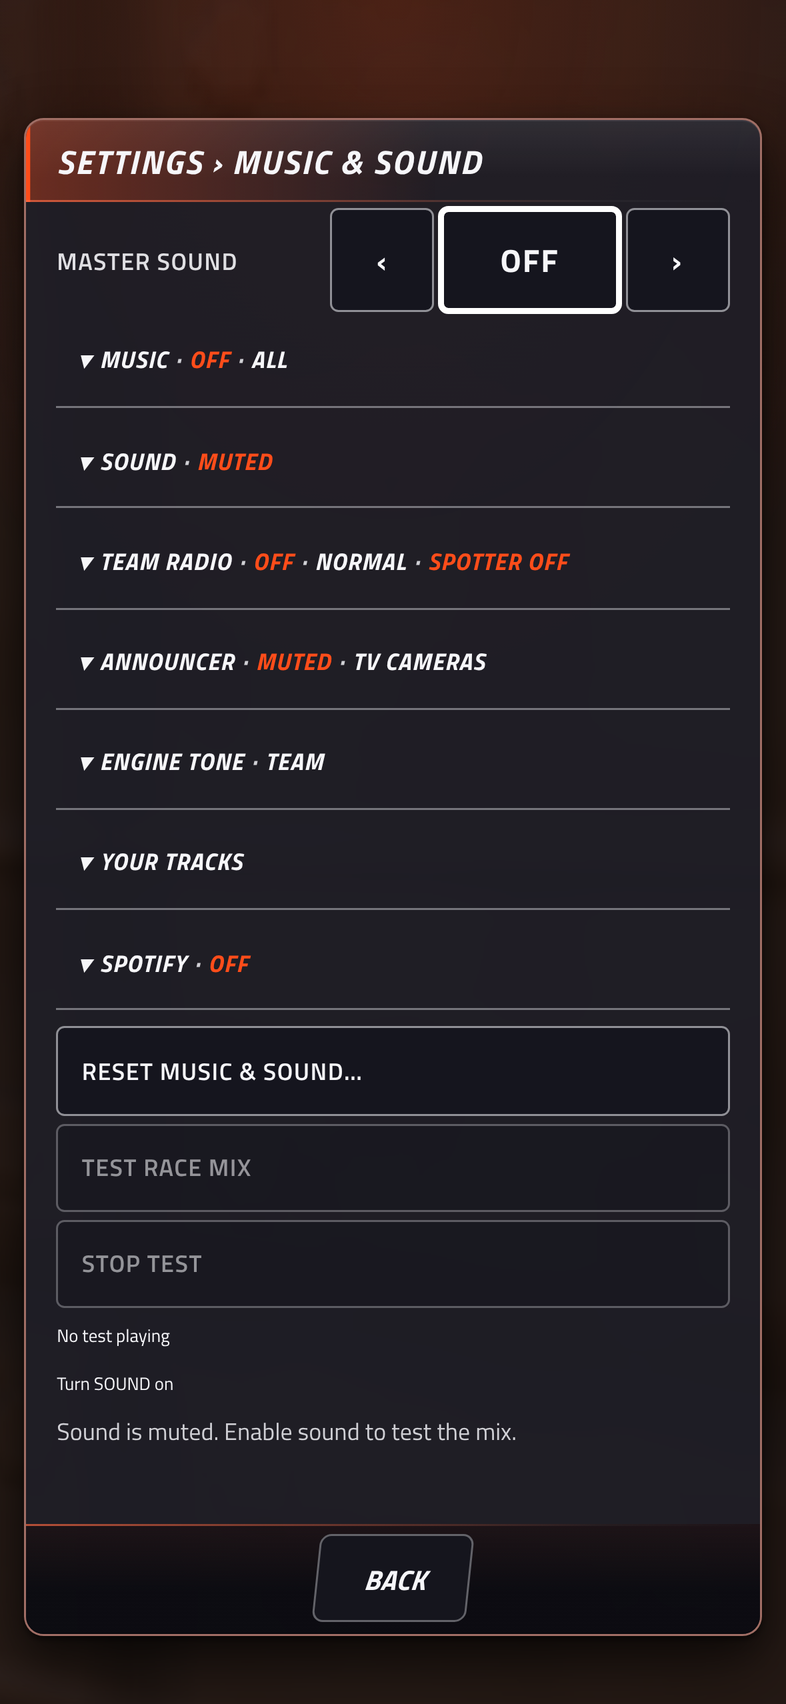 SETTINGS › MUSIC & SOUND
MASTER SOUND ‹ OFF ›
▼ MUSIC · OFF · ALL
▼ SOUND · MUTED
▼ TEAM RADIO · OFF · NORMAL · SPOTTER OFF
▼ ANNOUNCER · MUTED · TV CAMERAS
▼ ENGINE TONE · TEAM
▼ YOUR TRACKS
▼ SPOTIFY · OFF
RESET MUSIC & SOUND...
TEST RACE MIX
STOP TEST
No test playing
Turn SOUND on
Sound is muted. Enable sound to test the mix.
BACK